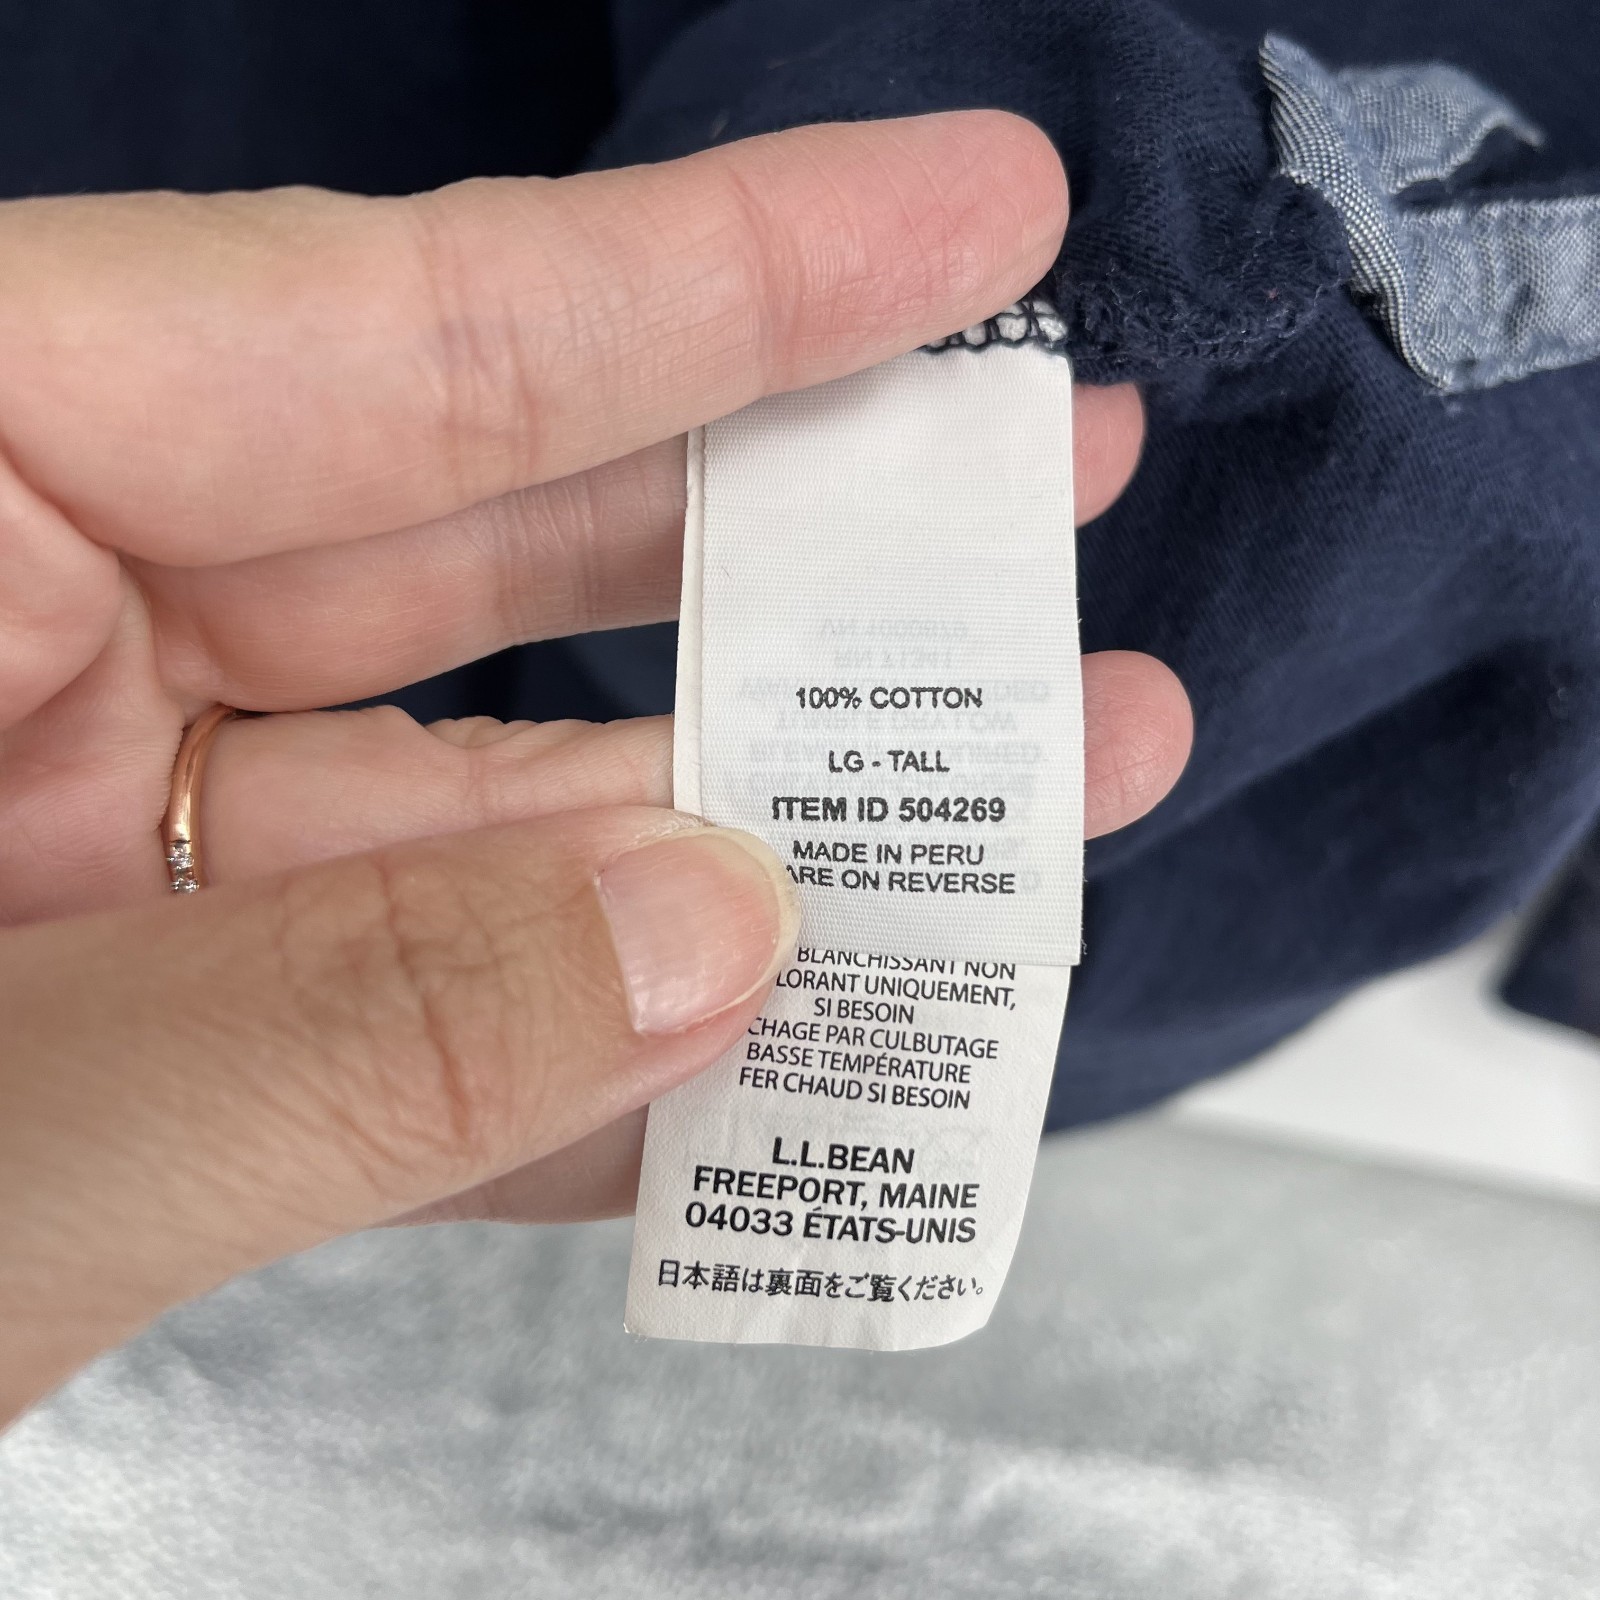 100% COTTON
LG - TALL
ITEM ID 504269
MADE IN PERU
ARE ON REVERSE
BLANCHISSANT NON
LORANT UNIQUEMENT,
SI BESOIN
CHAGE PAR CULBUTAGE
BASSE TEMPÉRATURE
FER CHAUD SI BESOIN
L.L.BEAN
FREEPORT, MAINE
04033 ÉTATS-UNIS
日本語は裏面をご覧ください。